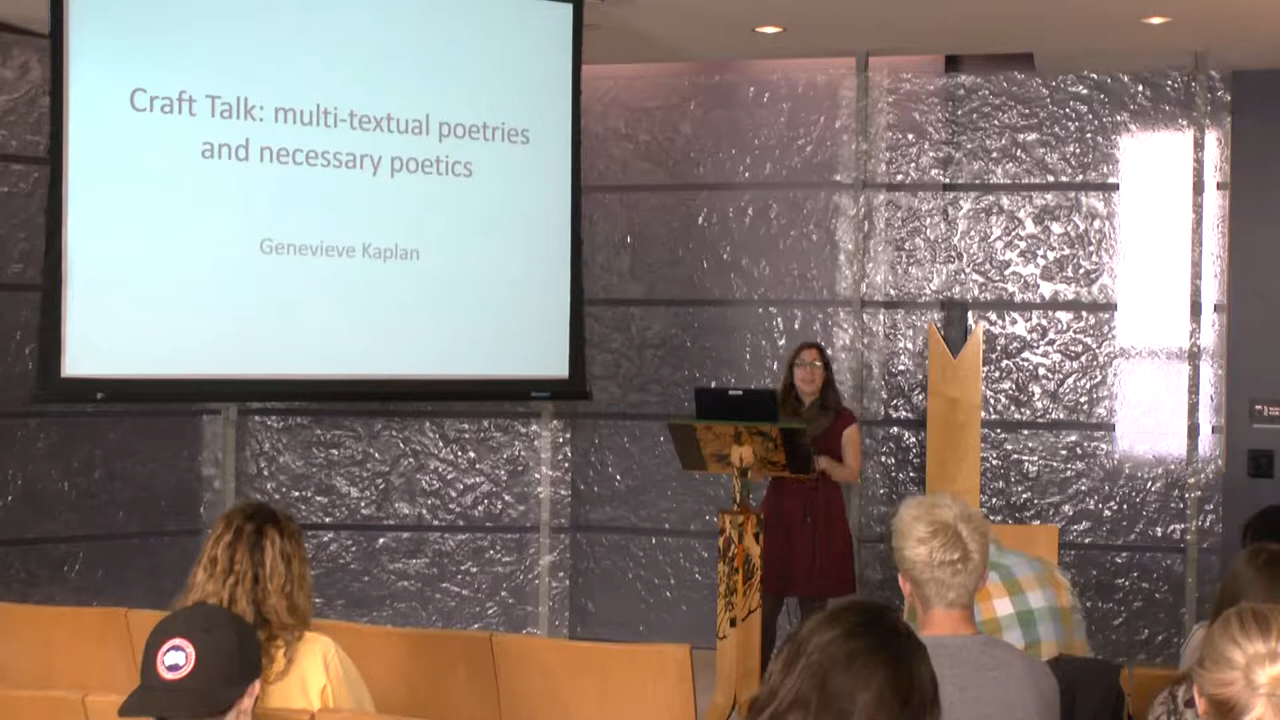 Craft Talk: multi-textual poetries
and necessary poetics
Genevieve Kaplan